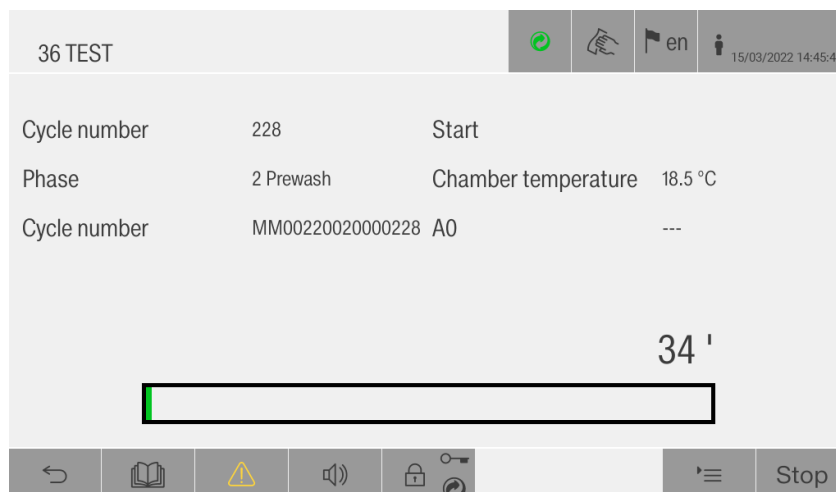 36 TEST
en
15/03/2022 14:45:4
Cycle number 228 Start
Phase 2 Prewash Chamber temperature 18.5 °C
Cycle number MM00220020000228 A0 ---
34 '
Stop